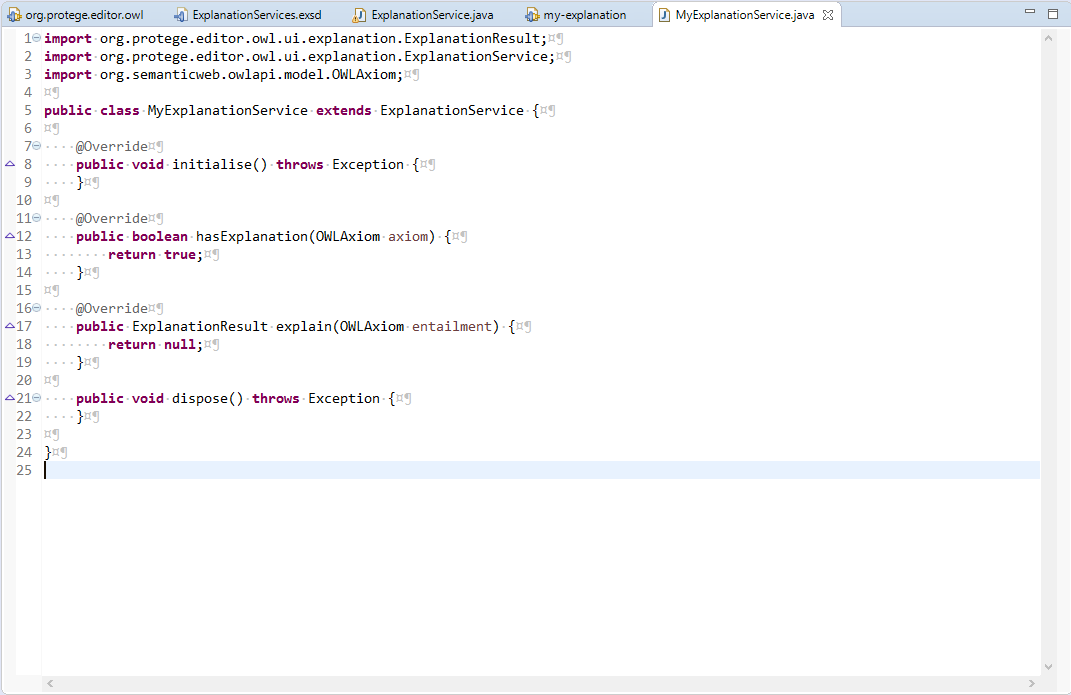 org.protege.editor.owl ExplanationServices.exsd ExplanationService.java my-explanation MyExplanationService.java
1 import org.protege.editor.owl.ui.explanation.ExplanationResult;¤¶
2 import org.protege.editor.owl.ui.explanation.ExplanationService;¤¶
3 import org.semanticweb.owlapi.model.OWLAxiom;¤¶
4 ¤¶
5 public class MyExplanationService extends ExplanationService {¤¶
6 ¤¶
7 ····@Override¤¶
8 ····public void initialise() throws Exception {¤¶
9 ····}¤¶
10 ¤¶
11 ····@Override¤¶
12 ····public boolean hasExplanation(OWLAxiom axiom) {¤¶
13 ········return true;¤¶
14 ····}¤¶
15 ¤¶
16 ····@Override¤¶
17 ····public ExplanationResult explain(OWLAxiom entailment) {¤¶
18 ········return null;¤¶
19 ····}¤¶
20 ¤¶
21 ····public void dispose() throws Exception {¤¶
22 ····}¤¶
23 ¤¶
24 }¤¶
25